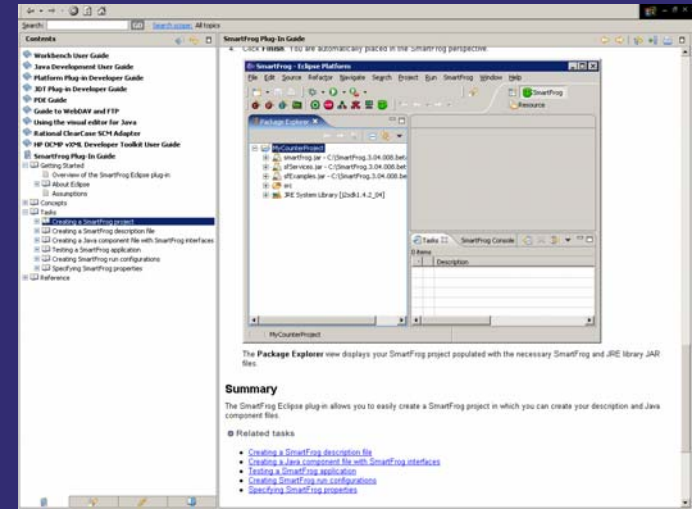 Search:
GO
Search scope: All topics
Contents
Workbench User Guide
Java Development User Guide
Platform Plug-in Developer Guide
JDT Plug-in Developer Guide
PDE Guide
Guide to WebDAV and FTP
Using the visual editor for Java
Rational ClearCase SCM Adapter
HP OCMP vXML Developer Toolkit User Guide
SmartFrog Plug-In Guide
Getting Started
Overview of the SmartFrog Eclipse plug-in
About Eclipse
Assumptions
Concepts
Tasks
Creating a SmartFrog project
Creating a SmartFrog description file
Creating a Java component file with SmartFrog interfaces
Testing a SmartFrog application
Creating SmartFrog run configurations
Specifying SmartFrog properties
Reference
SmartFrog Plug-In Guide
4. Click Finish. You are automatically placed in the SmartFrog perspective.
SmartFrog - Eclipse Platform
File Edit Source Refactor Navigate Search Project Run SmartFrog Window Help
SmartFrog
Resource
Package Explorer
MyCounterProject
smartfrog.jar - C:\SmartFrog.3.04.008.bet
sfServices.jar - C:\SmartFrog.3.04.008.bet
sfExamples.jar - C:\SmartFrog.3.04.008.be
src
JRE System Library [j2sdk1.4.2_04]
Tasks
SmartFrog Console
0 items
Description
MyCounterProject
The Package Explorer view displays your SmartFrog project populated with the necessary SmartFrog and JRE library JAR
files.
Summary
The SmartFrog Eclipse plug-in allows you to easily create a SmartFrog project in which you can create your description and Java
component files.
Related tasks
Creating a SmartFrog description file
Creating a Java component file with SmartFrog interfaces
Testing a SmartFrog application
Creating SmartFrog run configurations
Specifying SmartFrog properties